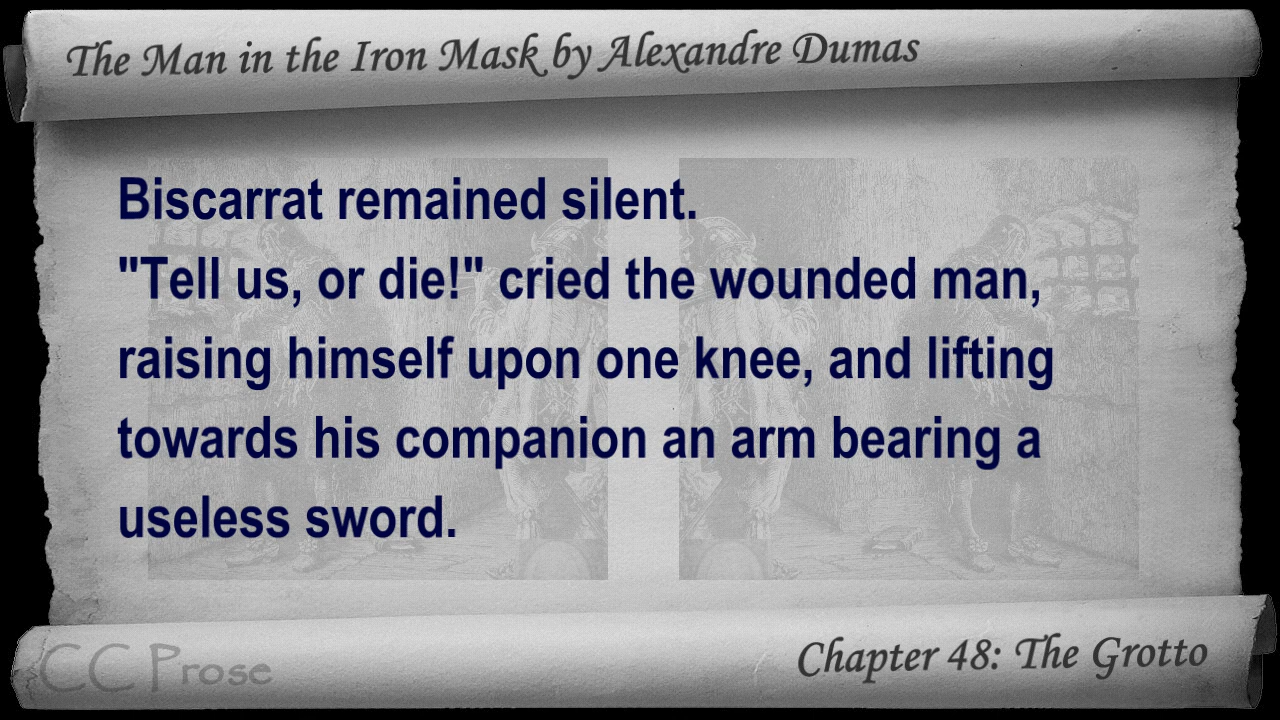 The Man in the Iron Mask by Alexandre Dumas
Biscarrat remained silent.
"Tell us, or die!" cried the wounded man,
raising himself upon one knee, and lifting
towards his companion an arm bearing a
useless sword.
CC Prose
Chapter 48: The Grotto